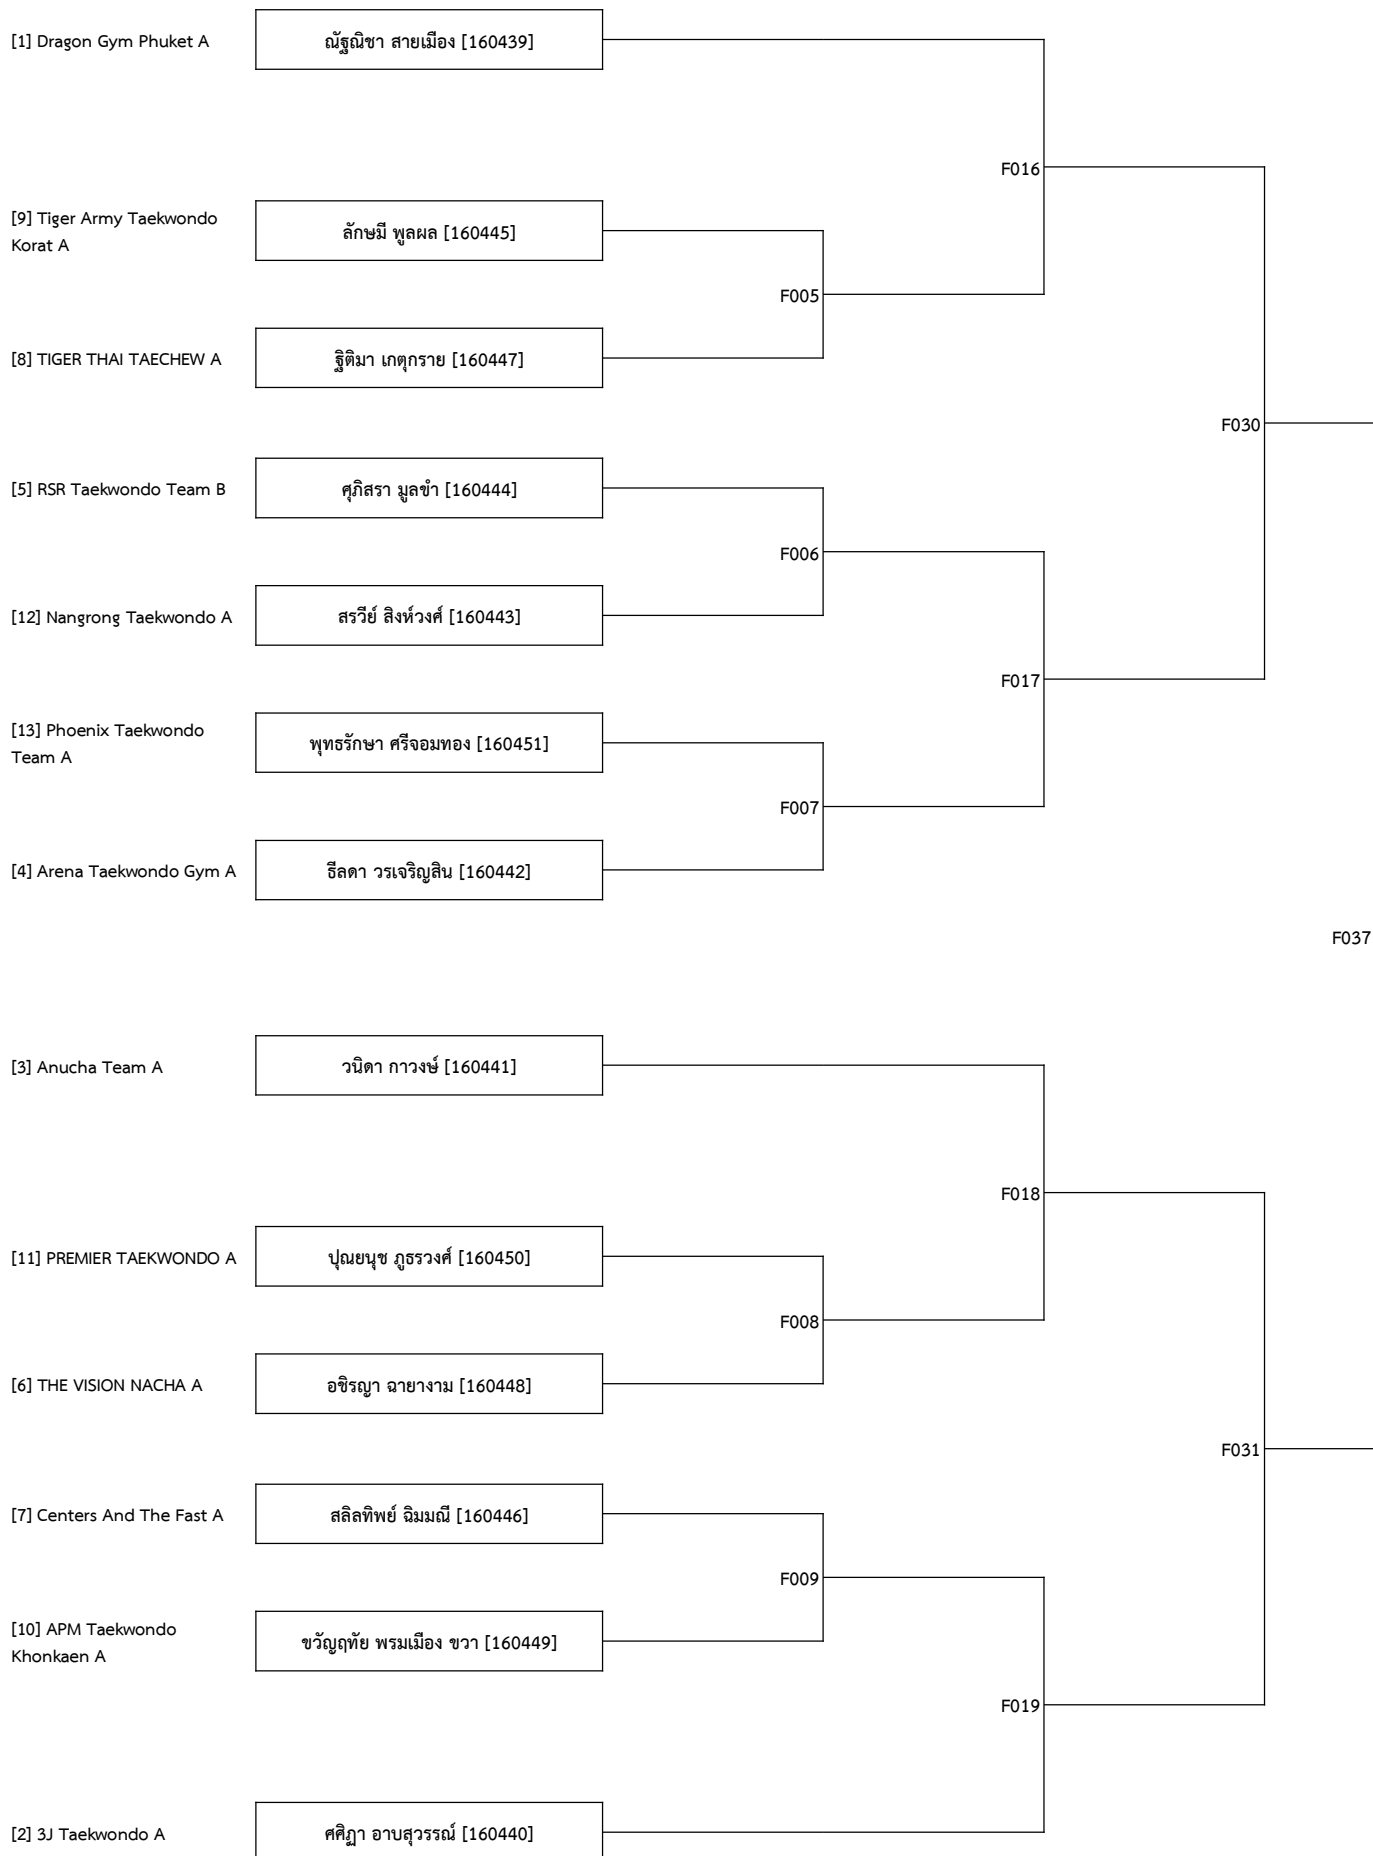 [1] Dragon Gym Phuket A
ณัฐณิชา สายเมือง [160439]
F016
[9] Tiger Army Taekwondo
Korat A
ลักษมี พูลผล [160445]
F005
[8] TIGER THAI TAECHEW A
ฐิติมา เกตุกราย [160447]
F030
[5] RSR Taekwondo Team B
ศุภิสรา มูลขำ [160444]
F006
[12] Nangrong Taekwondo A
สรวีย์ สิงห์วงศ์ [160443]
F017
[13] Phoenix Taekwondo
Team A
พุทธรักษา ศรีจอมทอง [160451]
F007
[4] Arena Taekwondo Gym A
ธีลดา วรเจริญสิน [160442]
F037
[3] Anucha Team A
วนิดา กาวงษ์ [160441]
F018
[11] PREMIER TAEKWONDO A
ปุณยนุช ภูธรวงศ์ [160450]
F008
[6] THE VISION NACHA A
อชิรญา ฉายางาม [160448]
F031
[7] Centers And The Fast A
สลิลทิพย์ ฉิมมณี [160446]
F009
[10] APM Taekwondo
Khonkaen A
ขวัญฤทัย พรมเมือง ขวา [160449]
F019
[2] 3J Taekwondo A
ศศิฏา อาบสุวรรณ์ [160440]